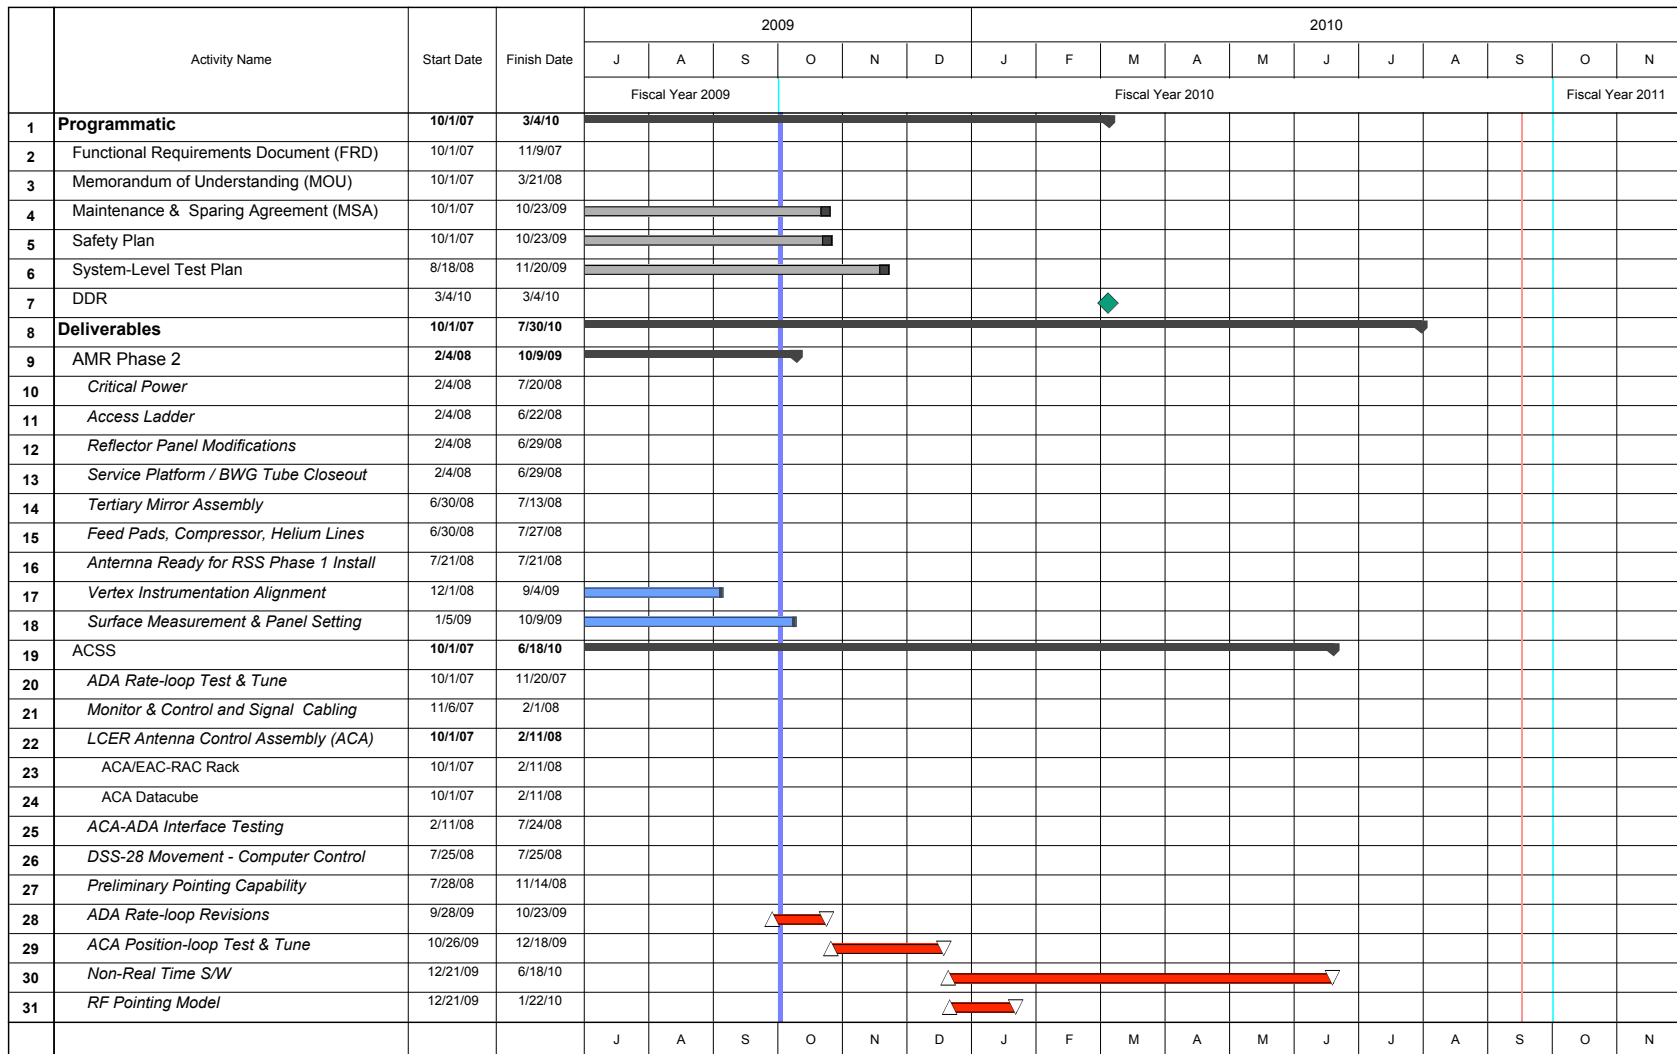 2009 2010
Activity Name Start Date Finish Date J A S O N D J F M A M J J A S O N
Fiscal Year 2009 Fiscal Year 2010 Fiscal Year 2011
1 Programmatic 10/1/07 3/4/10
2 Functional Requirements Document (FRD) 10/1/07 11/9/07
3 Memorandum of Understanding (MOU) 10/1/07 3/21/08
4 Maintenance & Sparing Agreement (MSA) 10/1/07 10/23/09
5 Safety Plan 10/1/07 10/23/09
6 System-Level Test Plan 8/18/08 11/20/09
7 DDR 3/4/10 3/4/10
8 Deliverables 10/1/07 7/30/10
9 AMR Phase 2 2/4/08 10/9/09
10 Critical Power 2/4/08 7/20/08
11 Access Ladder 2/4/08 6/22/08
12 Reflector Panel Modifications 2/4/08 6/29/08
13 Service Platform / BWG Tube Closeout 2/4/08 6/29/08
14 Tertiary Mirror Assembly 6/30/08 7/13/08
15 Feed Pads, Compressor, Helium Lines 6/30/08 7/27/08
16 Anternna Ready for RSS Phase 1 Install 7/21/08 7/21/08
17 Vertex Instrumentation Alignment 12/1/08 9/4/09
18 Surface Measurement & Panel Setting 1/5/09 10/9/09
19 ACSS 10/1/07 6/18/10
20 ADA Rate-loop Test & Tune 10/1/07 11/20/07
21 Monitor & Control and Signal Cabling 11/6/07 2/1/08
22 LCER Antenna Control Assembly (ACA) 10/1/07 2/11/08
23 ACA/EAC-RAC Rack 10/1/07 2/11/08
24 ACA Datacube 10/1/07 2/11/08
25 ACA-ADA Interface Testing 2/11/08 7/24/08
26 DSS-28 Movement - Computer Control 7/25/08 7/25/08
27 Preliminary Pointing Capability 7/28/08 11/14/08
28 ADA Rate-loop Revisions 9/28/09 10/23/09
29 ACA Position-loop Test & Tune 10/26/09 12/18/09
30 Non-Real Time S/W 12/21/09 6/18/10
31 RF Pointing Model 12/21/09 1/22/10
J A S O N D J F M A M J J A S O N